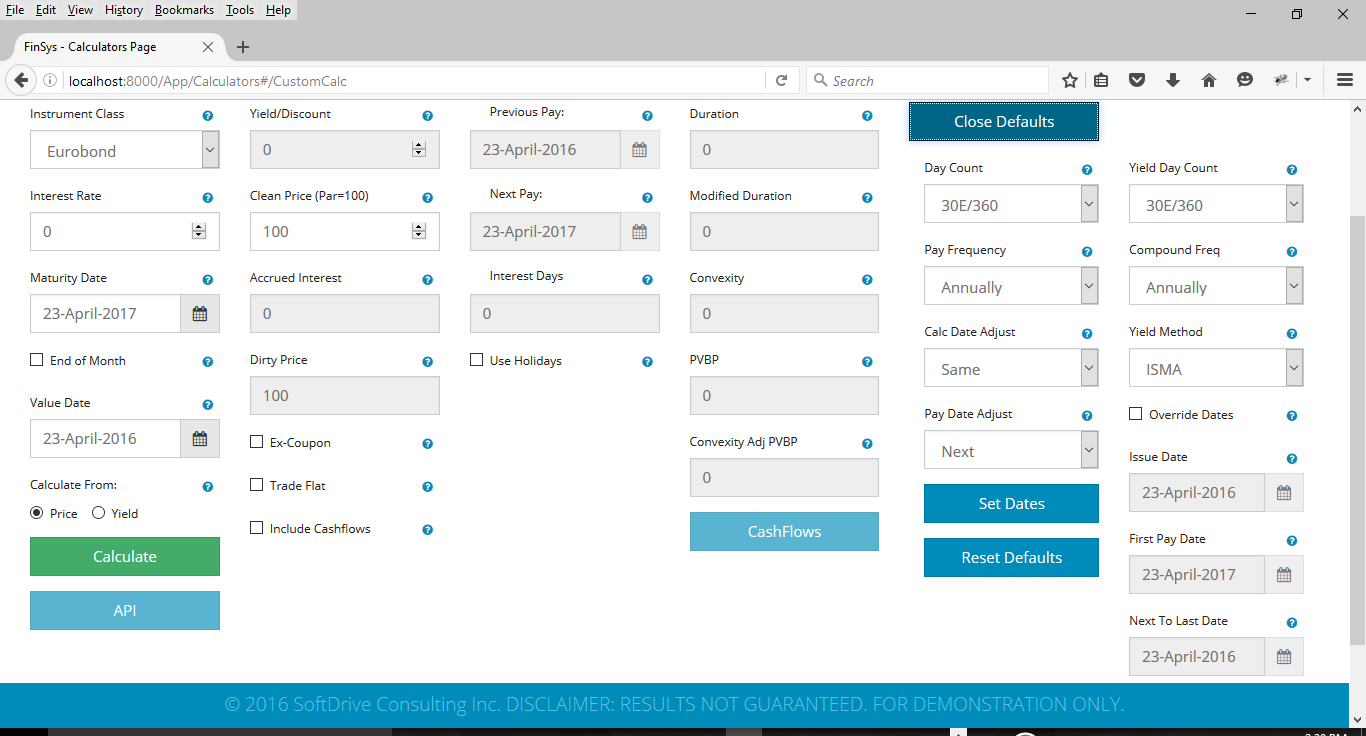 File Edit View History Bookmarks Tools Help
FinSys - Calculators Page
localhost:8000/App/Calculators#/CustomCalc
Search
Instrument Class
Eurobond
Interest Rate
0
Maturity Date
23-April-2017
End of Month
Value Date
23-April-2016
Calculate From:
Price Yield
Calculate
API
Yield/Discount
0
Clean Price (Par=100)
100
Accrued Interest
0
Dirty Price
100
Ex-Coupon
Trade Flat
Include Cashflows
Previous Pay:
23-April-2016
Next Pay:
23-April-2017
Interest Days
0
Use Holidays
Duration
0
Modified Duration
0
Convexity
0
PVBP
0
Convexity Adj PVBP
0
CashFlows
Close Defaults
Day Count
30E/360
Pay Frequency
Annually
Calc Date Adjust
Same
Pay Date Adjust
Next
Set Dates
Reset Defaults
Yield Day Count
30E/360
Compound Freq
Annually
Yield Method
ISMA
Override Dates
Issue Date
23-April-2016
First Pay Date
23-April-2017
Next To Last Date
23-April-2016
© 2016 SoftDrive Consulting Inc. DISCLAIMER: RESULTS NOT GUARANTEED. FOR DEMONSTRATION ONLY.